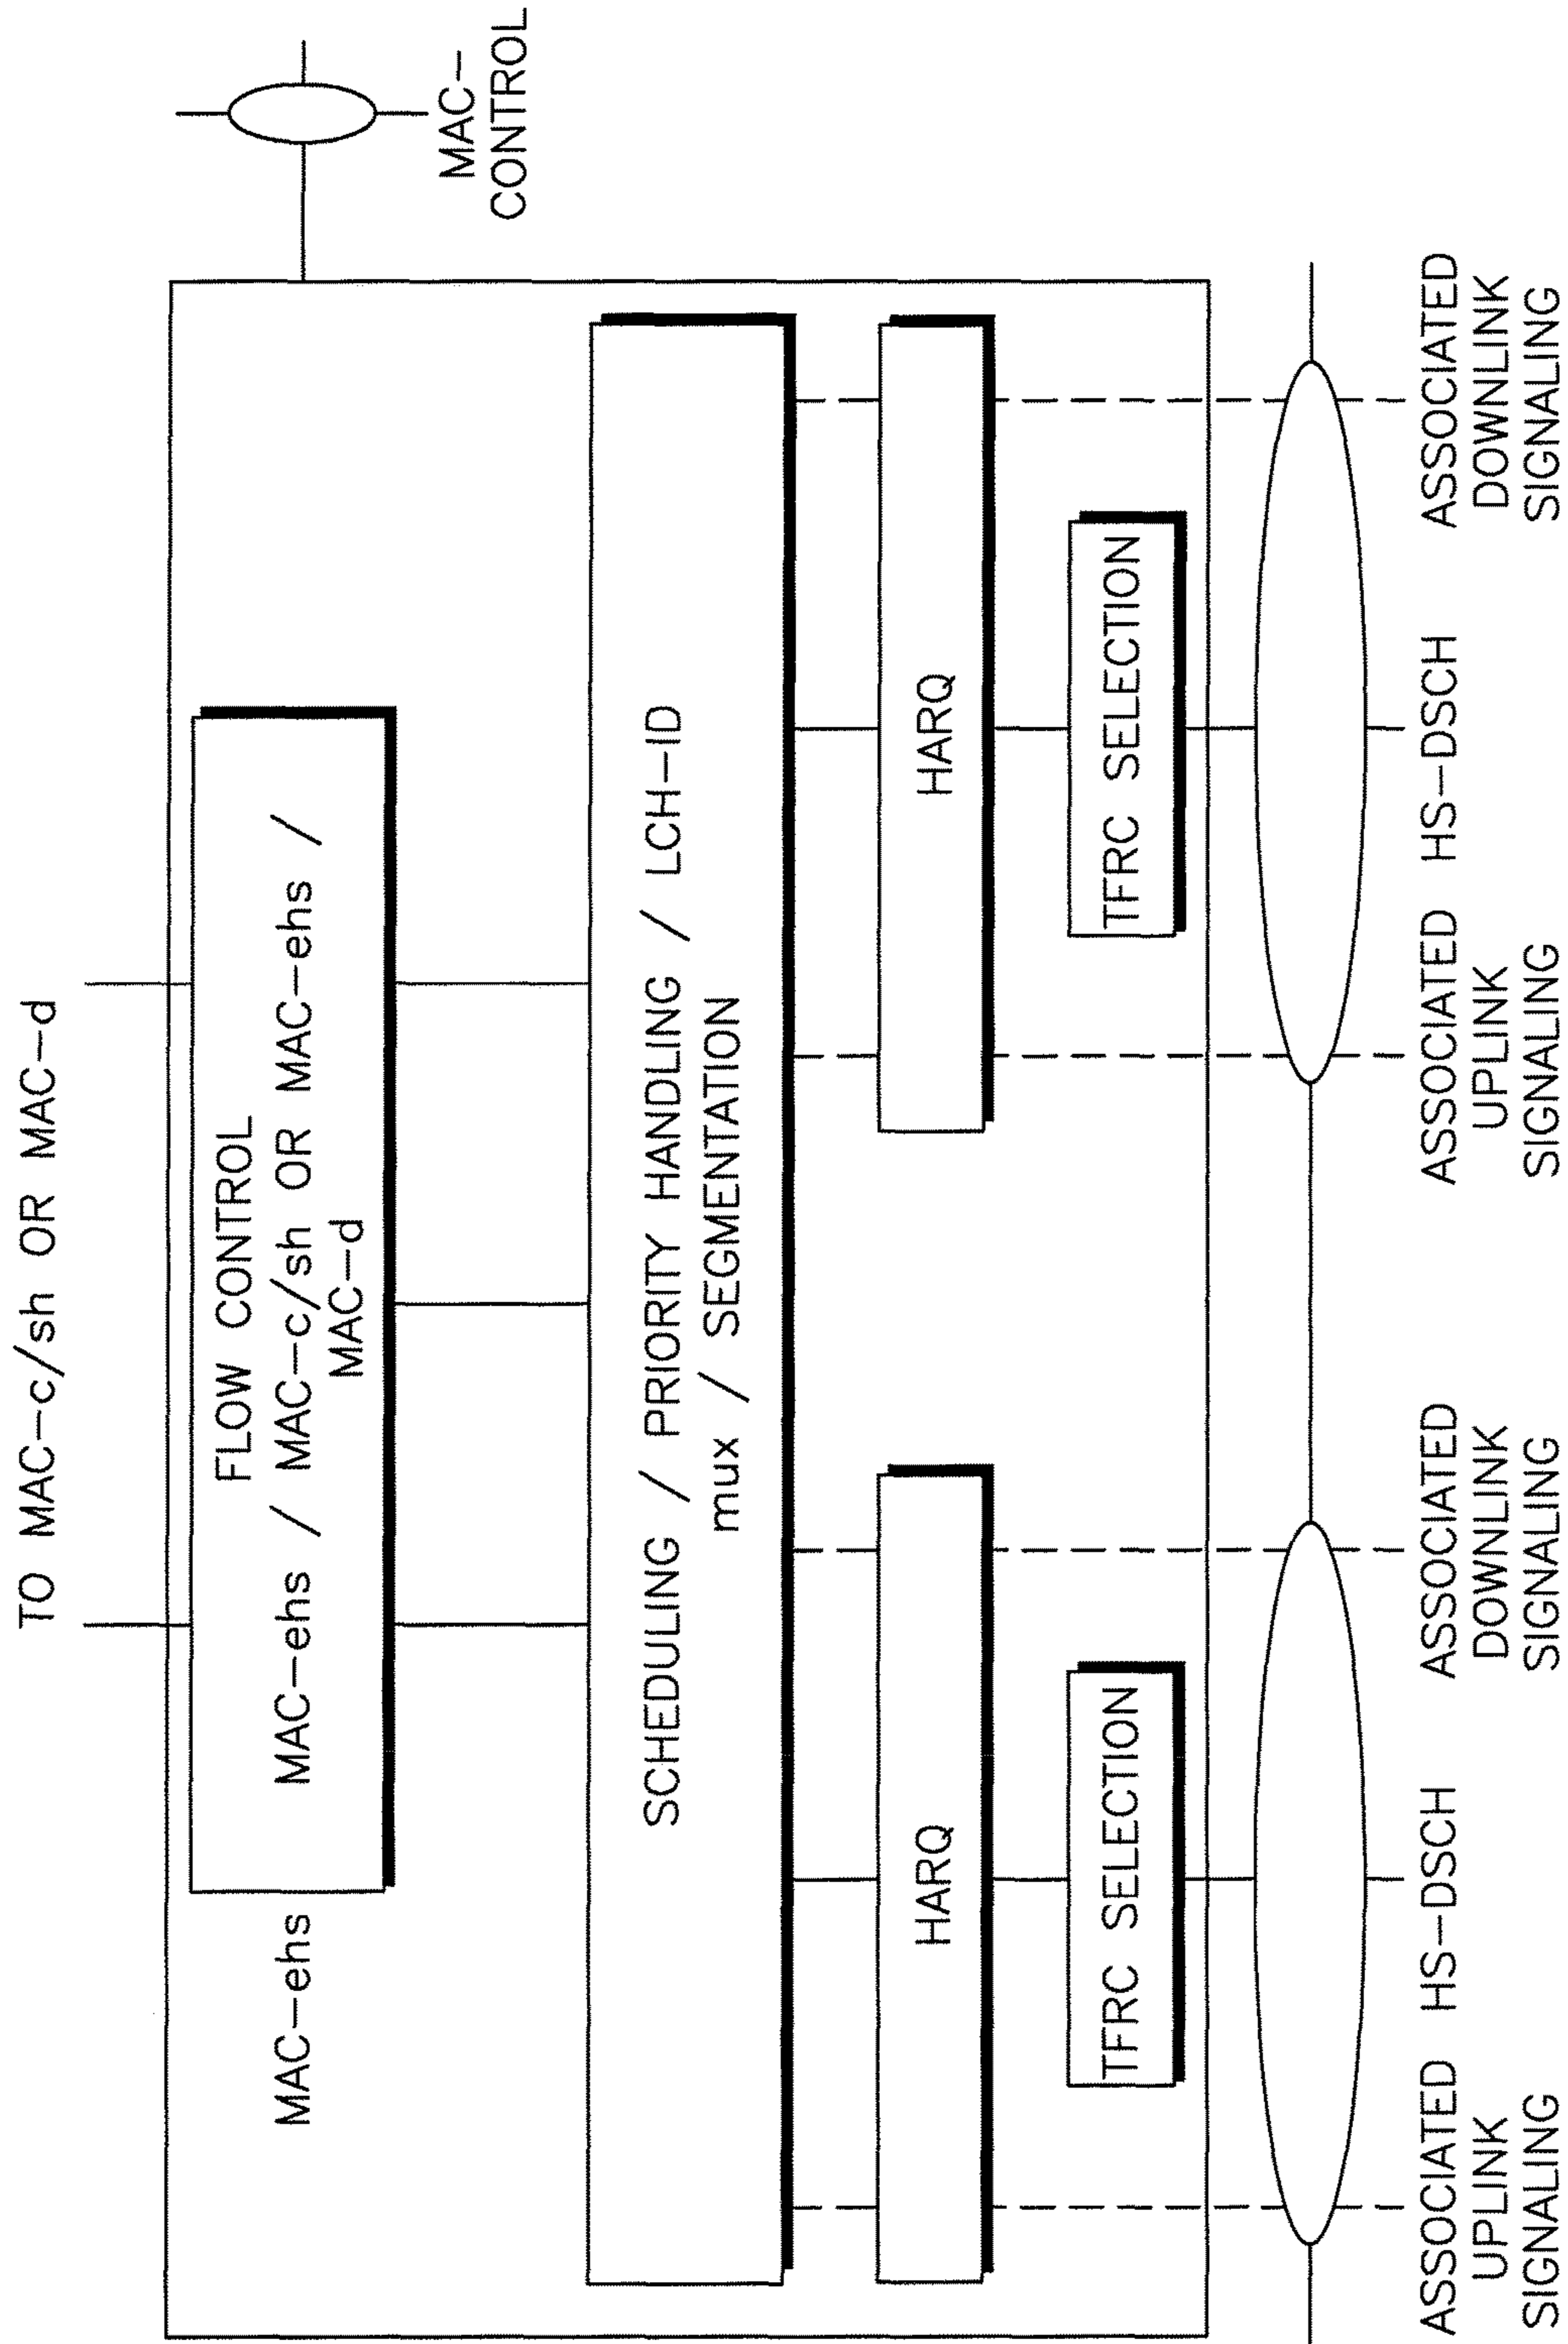 TO MAC-c/sh OR MAC-d
MAC-
CONTROL
FLOW CONTROL
MAC-ehs / MAC-c/sh OR MAC-ehs /
MAC-d
MAC-ehs
SCHEDULING / PRIORITY HANDLING / LCH-ID
mux / SEGMENTATION
HARQ
HARQ
TFRC SELECTION
TFRC SELECTION
ASSOCIATED
UPLINK
SIGNALING
HS-DSCH
ASSOCIATED
DOWNLINK
SIGNALING
ASSOCIATED
UPLINK
SIGNALING
HS-DSCH
ASSOCIATED
DOWNLINK
SIGNALING